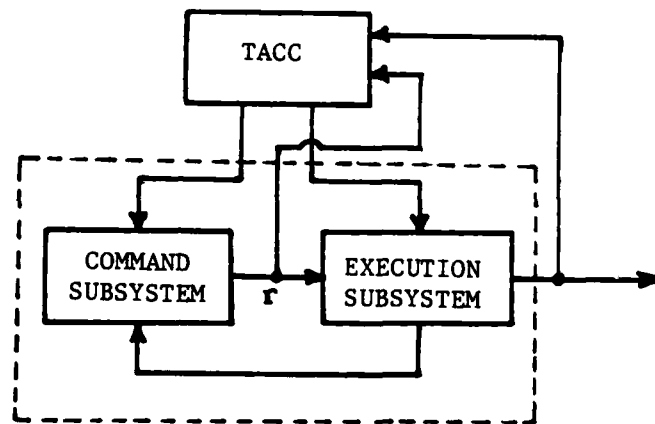 TACC
COMMAND
SUBSYSTEM
r
EXECUTION
SUBSYSTEM